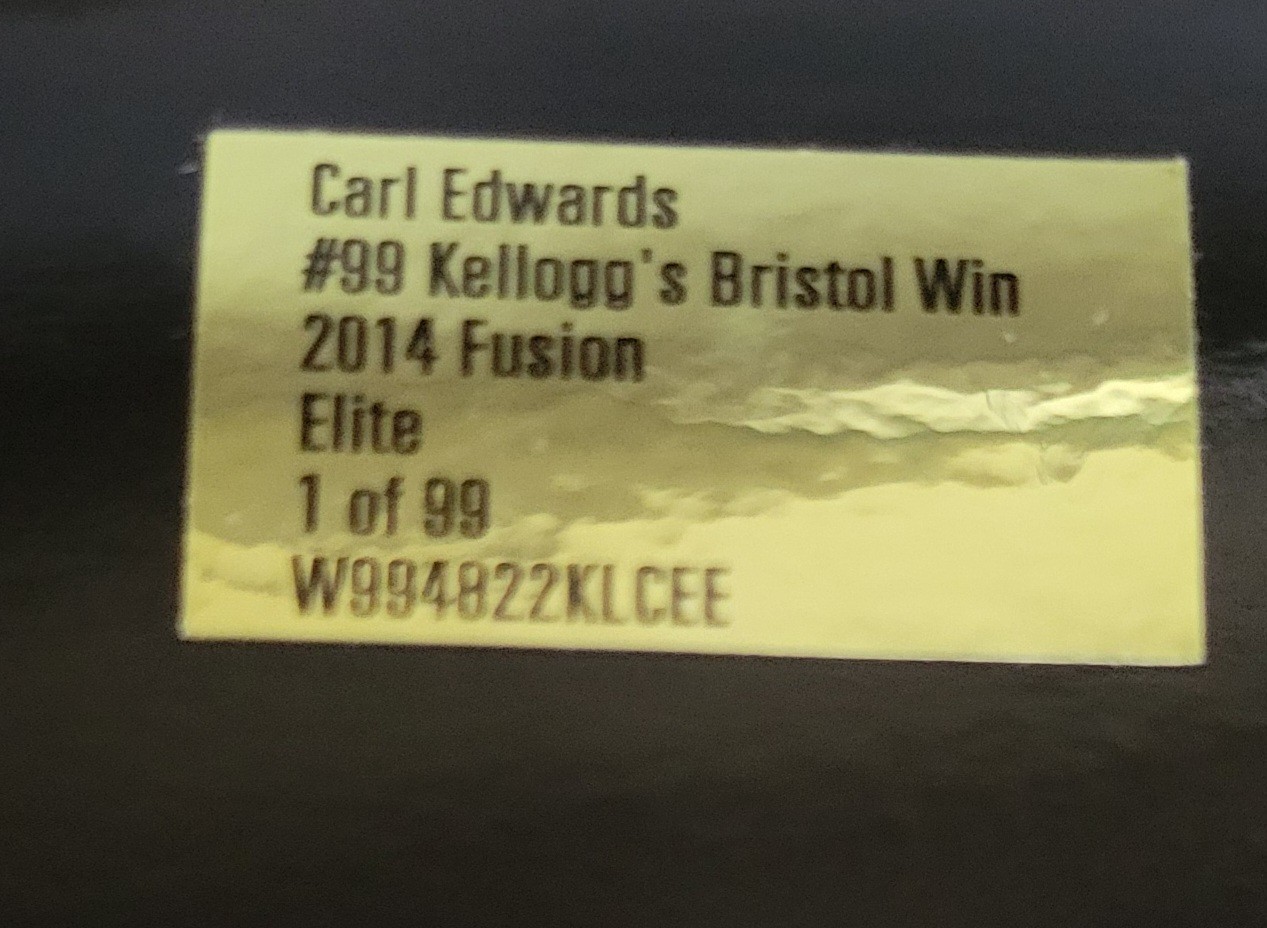 Carl Edwards
#99 Kellogg's Bristol Win
2014 Fusion
Elite
1 of 99
W994822KLCEE